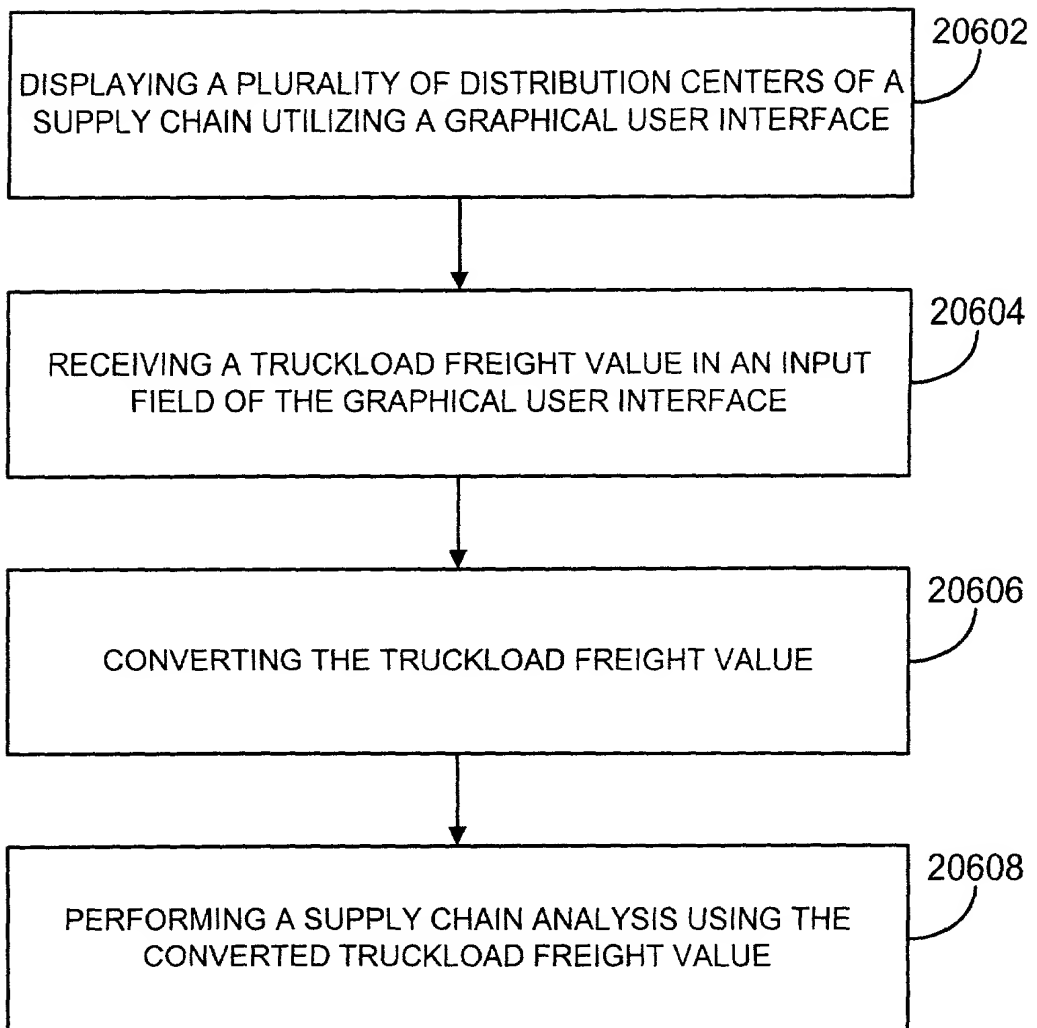 20602
DISPLAYING A PLURALITY OF DISTRIBUTION CENTERS OF A
SUPPLY CHAIN UTILIZING A GRAPHICAL USER INTERFACE
20604
RECEIVING A TRUCKLOAD FREIGHT VALUE IN AN INPUT
FIELD OF THE GRAPHICAL USER INTERFACE
20606
CONVERTING THE TRUCKLOAD FREIGHT VALUE
20608
PERFORMING A SUPPLY CHAIN ANALYSIS USING THE
CONVERTED TRUCKLOAD FREIGHT VALUE